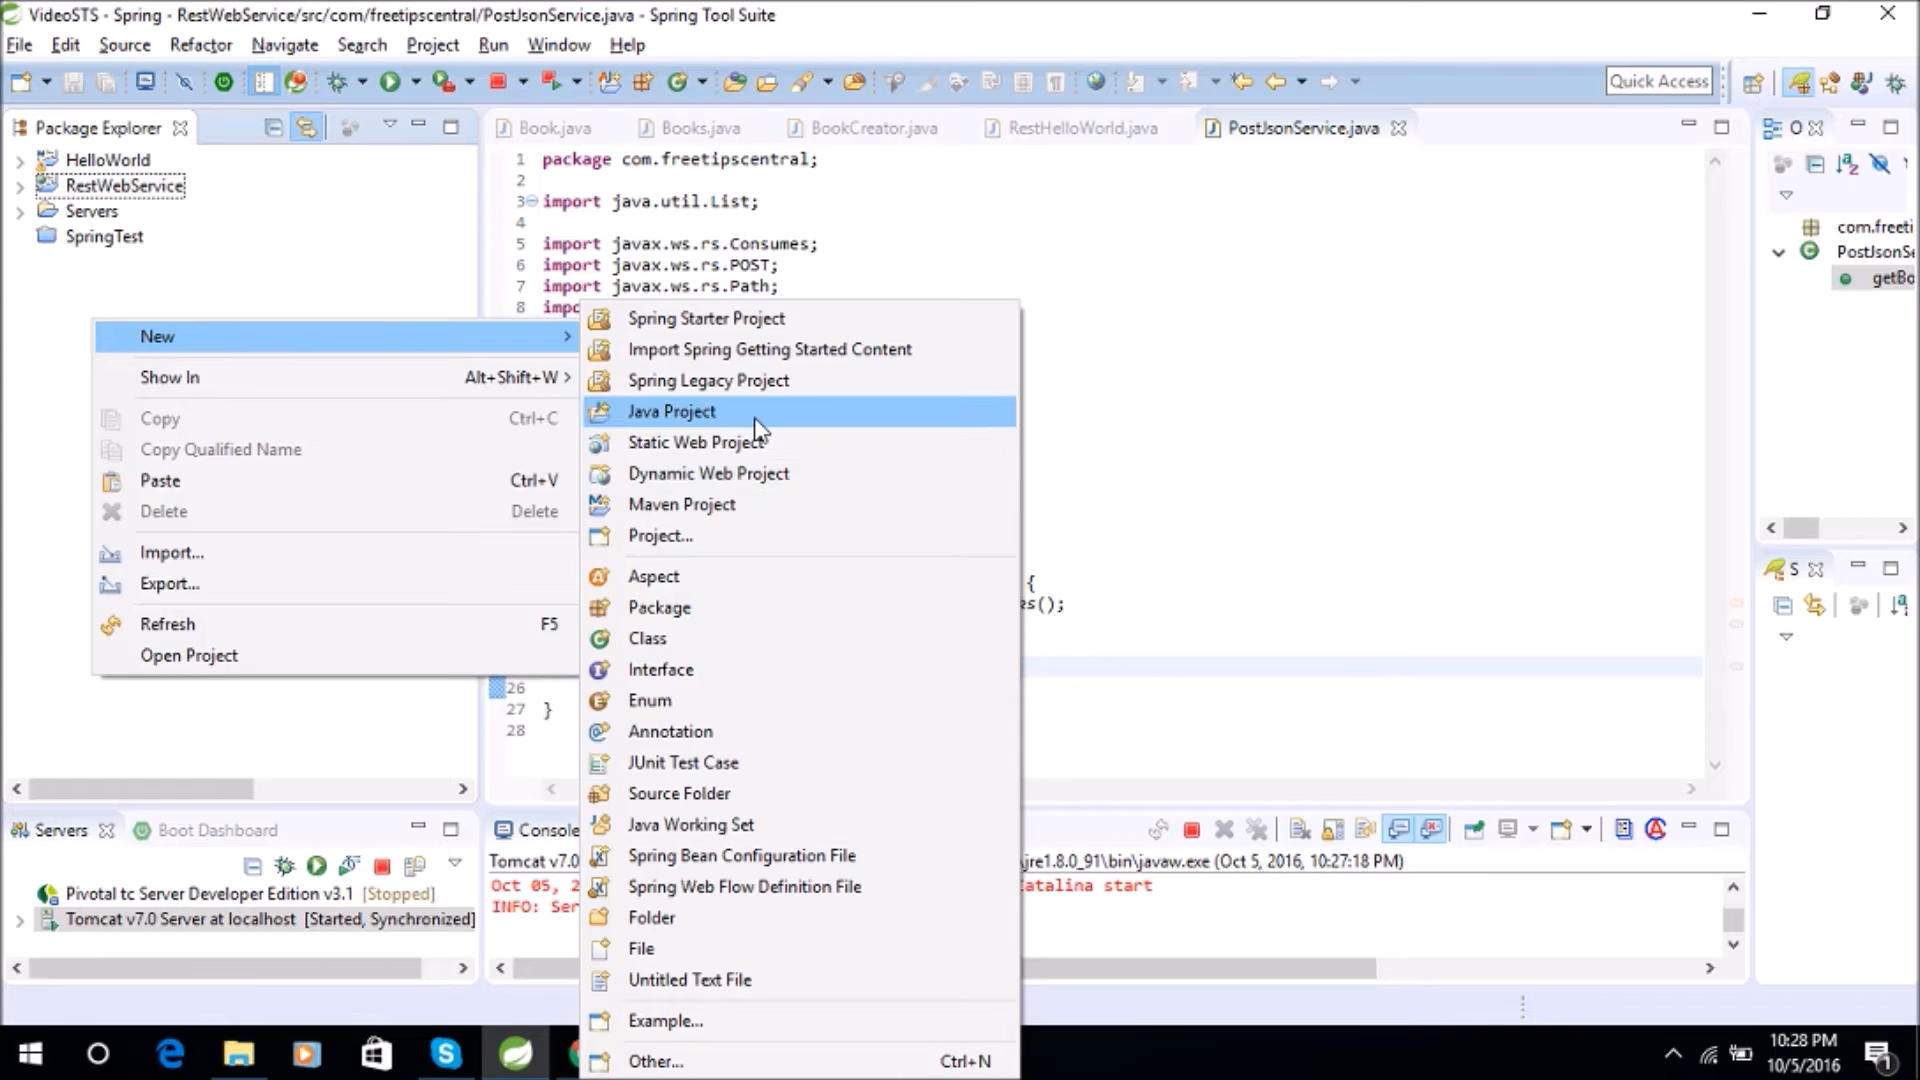 VideoSTS - Spring - RestWebService/src/com/freetipscentral/PostJsonService.java - Spring Tool Suite
File Edit Source Refactor Navigate Search Project Run Window Help
Quick Access
Package Explorer
HelloWorld
RestWebService
Servers
SpringTest
Book.java Books.java BookCreator.java RestHelloWorld.java PostJsonService.java
1 package com.freetipscentral;
2
3 import java.util.List;
4
5 import javax.ws.rs.Consumes;
6 import javax.ws.rs.POST;
7 import javax.ws.rs.Path;
8 impo
{
es();
26
27 }
28
O
com.freeti
PostJsonSe
getBo
S
New
Show In Alt+Shift+W
Copy Ctrl+C
Copy Qualified Name
Paste Ctrl+V
Delete Delete
Import...
Export...
Refresh F5
Open Project
Spring Starter Project
Import Spring Getting Started Content
Spring Legacy Project
Java Project
Static Web Project
Dynamic Web Project
Maven Project
Project...
Aspect
Package
Class
Interface
Enum
Annotation
JUnit Test Case
Source Folder
Java Working Set
Spring Bean Configuration File
Spring Web Flow Definition File
Folder
File
Untitled Text File
Example...
Other... Ctrl+N
Servers Boot Dashboard
Pivotal tc Server Developer Edition v3.1 [Stopped]
Tomcat v7.0 Server at localhost [Started, Synchronized]
Console
Tomcat v7.0 \jre1.8.0_91\bin\javaw.exe (Oct 5, 2016, 10:27:18 PM)
Oct 05, 2 atalina start
INFO: Ser
10:28 PM
10/5/2016
1